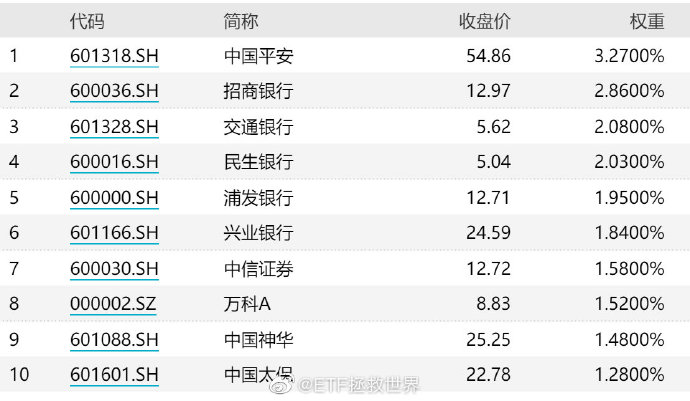 代码 简称 收盘价 权重
1 601318.SH 中国平安 54.86 3.2700%
2 600036.SH 招商银行 12.97 2.8600%
3 601328.SH 交通银行 5.62 2.0800%
4 600016.SH 民生银行 5.04 2.0300%
5 600000.SH 浦发银行 12.71 1.9500%
6 601166.SH 兴业银行 24.59 1.8400%
7 600030.SH 中信证券 12.72 1.5800%
8 000002.SZ 万科A 8.83 1.5200%
9 601088.SH 中国神华 25.25 1.4800%
10 601601.SH 中国太保 22.78 1.2800%
@ETF拯救世界